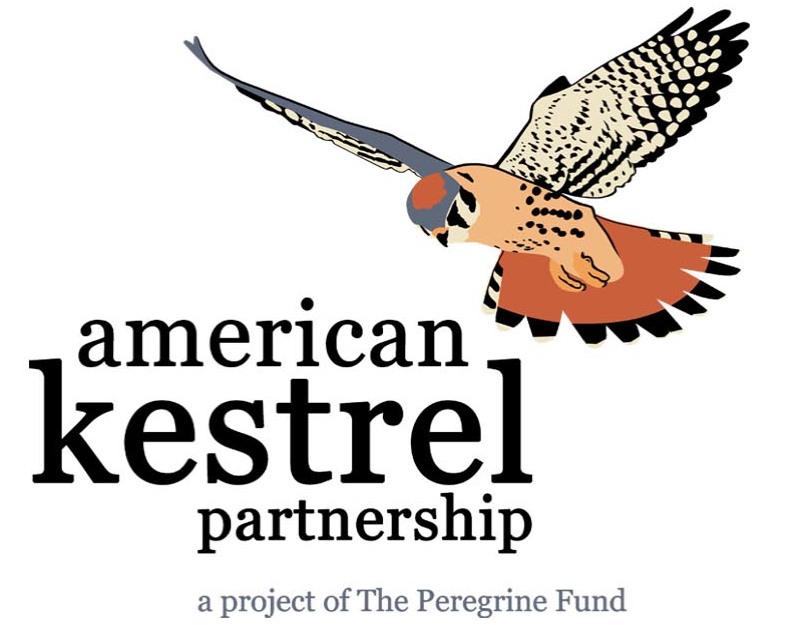 american
kestrel
partnership
a project of The Peregrine Fund